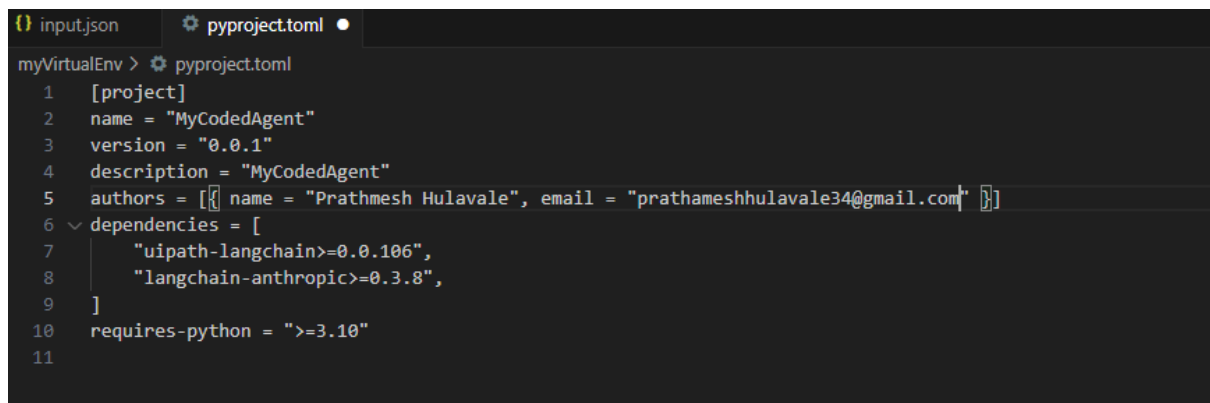 {} input.json pyproject.toml
myVirtualEnv > pyproject.toml
1 [project]
2 name = "MyCodedAgent"
3 version = "0.0.1"
4 description = "MyCodedAgent"
5 authors = [{ name = "Prathmesh Hulavale", email = "prathameshhulavale34@gmail.com" }]
6 dependencies = [
7 "uipath-langchain>=0.0.106",
8 "langchain-anthropic>=0.3.8",
9 ]
10 requires-python = ">=3.10"
11